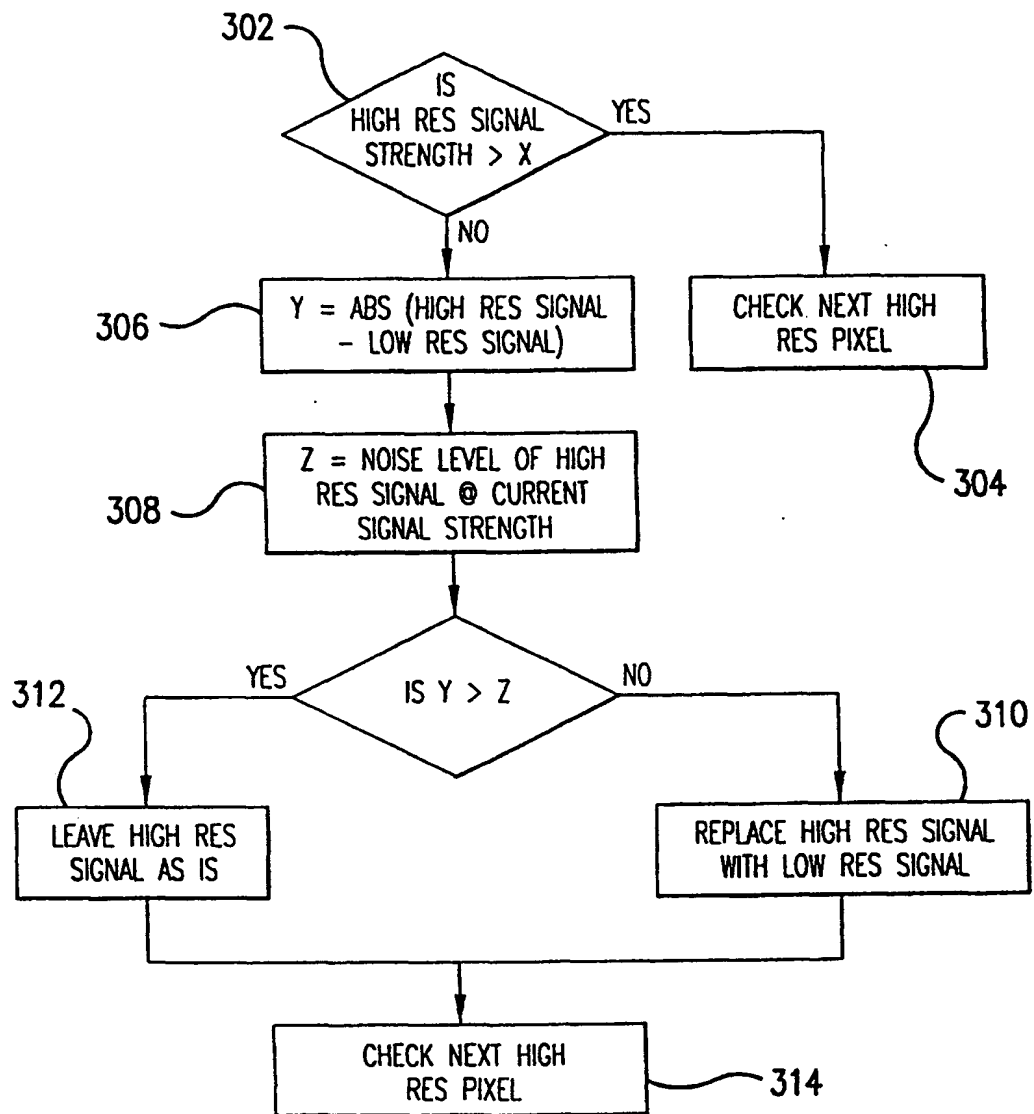 302
IS
HIGH RES SIGNAL
STRENGTH > X
YES
NO
306
Y = ABS (HIGH RES SIGNAL
- LOW RES SIGNAL)
CHECK NEXT HIGH
RES PIXEL
304
308
Z = NOISE LEVEL OF HIGH
RES SIGNAL @ CURRENT
SIGNAL STRENGTH
IS Y > Z
YES
NO
312
310
LEAVE HIGH RES
SIGNAL AS IS
REPLACE HIGH RES SIGNAL
WITH LOW RES SIGNAL
CHECK NEXT HIGH
RES PIXEL
314